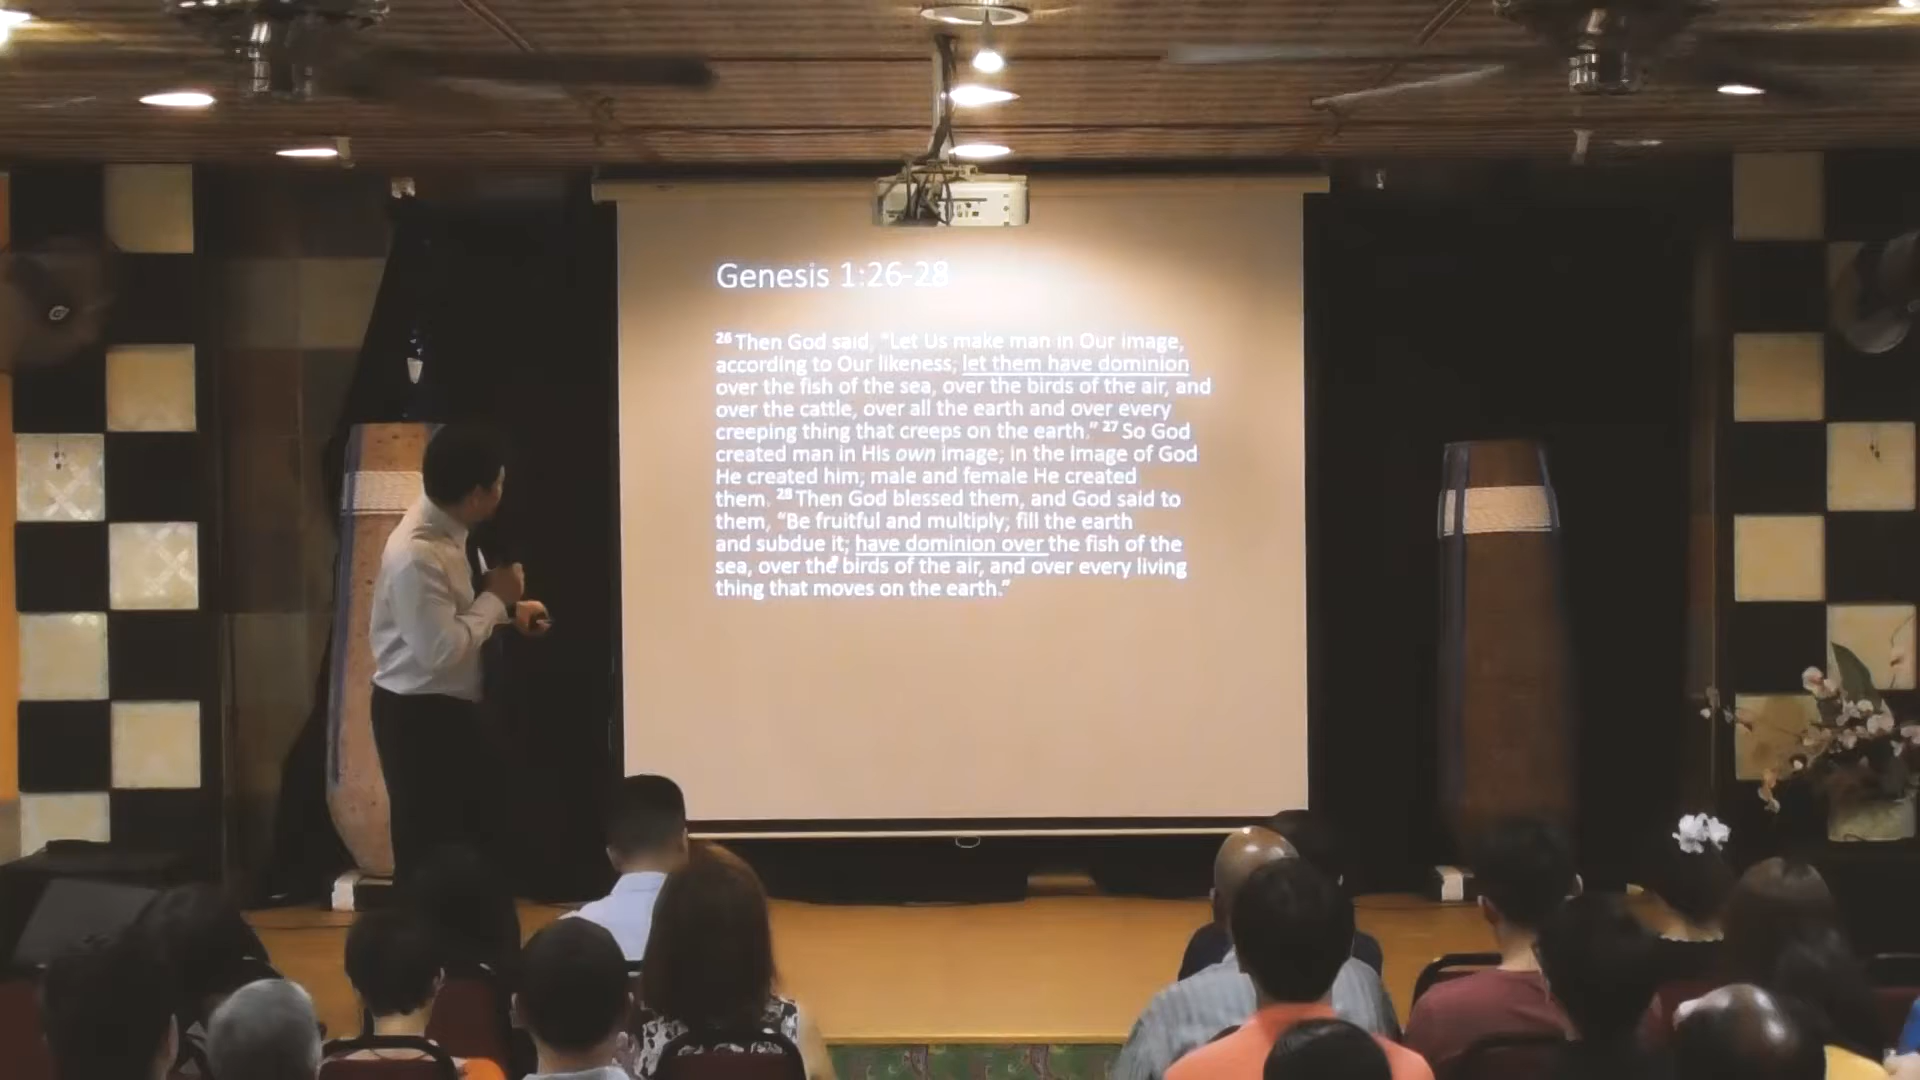 Genesis 1:26-28
26 Then God said, "Let Us make man in Our image,
according to Our likeness; let them have dominion
over the fish of the sea, over the birds of the air, and
over the cattle, over all the earth and over every
creeping thing that creeps on the earth." 27 So God
created man in His own image; in the image of God
He created him; male and female He created
them. 28 Then God blessed them, and God said to
them, "Be fruitful and multiply; fill the earth
and subdue it; have dominion over the fish of the
sea, over the birds of the air, and over every living
thing that moves on the earth."